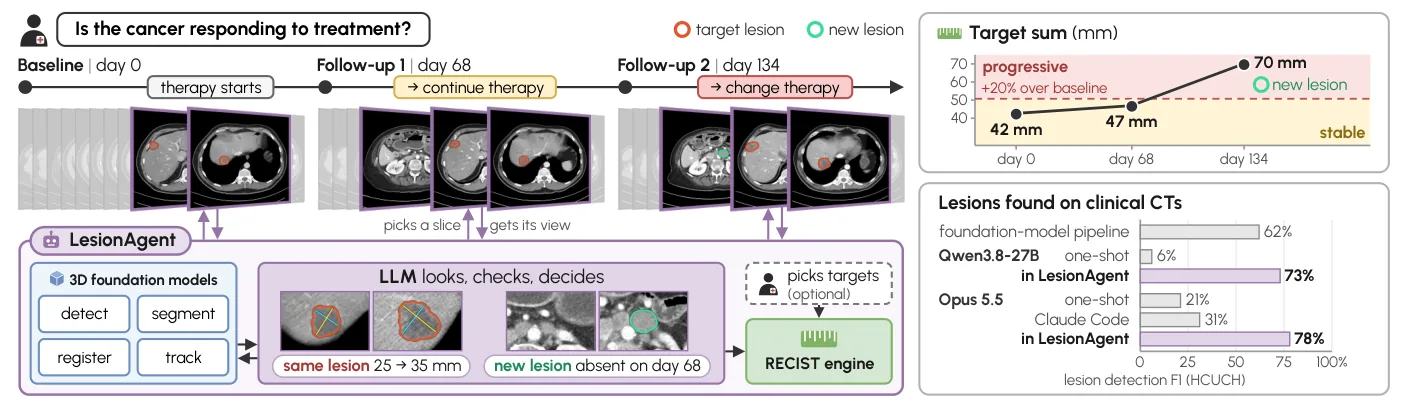 Is the cancer responding to treatment?
target lesion
new lesion
Baseline | day 0
therapy starts
Follow-up 1 | day 68
→ continue therapy
Follow-up 2 | day 134
→ change therapy
picks a slice
gets its view
LesionAgent
3D foundation models
detect
segment
register
track
LLM looks, checks, decides
same lesion 25 → 35 mm
new lesion absent on day 68
picks targets
(optional)
RECIST engine
Target sum (mm)
70
60
50
40
progressive
+20% over baseline
70 mm
new lesion
42 mm
47 mm
stable
day 0
day 68
day 134
Lesions found on clinical CTs
foundation-model pipeline 62%
Qwen3.8-27B one-shot 6%
in LesionAgent 73%
Opus 5.5 one-shot 21%
Claude Code 31%
in LesionAgent 78%
0 25 50 75 100%
lesion detection F1 (HCUCH)